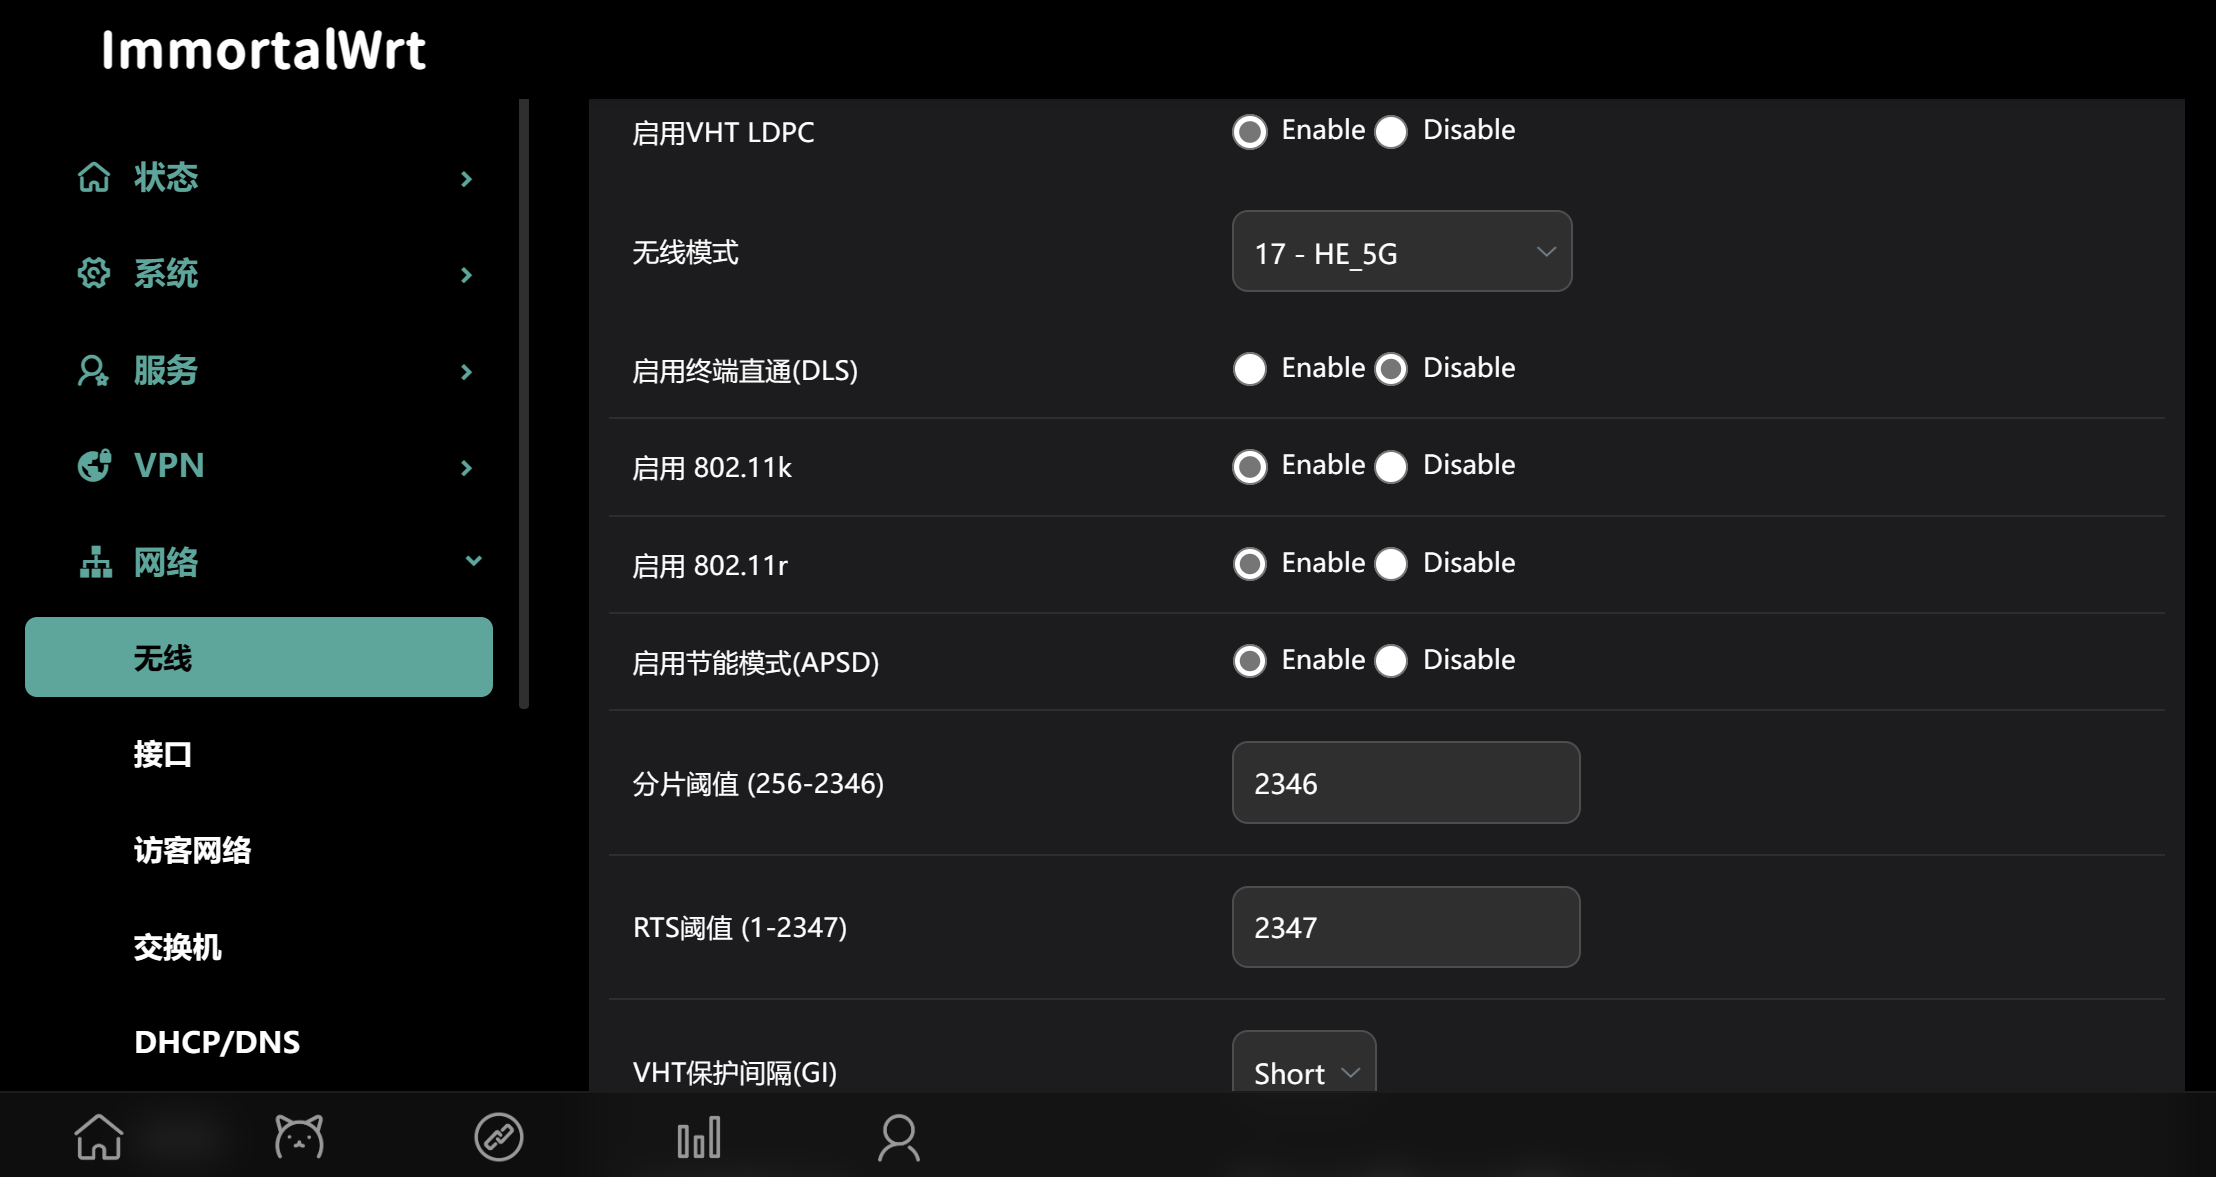 ImmortalWrt
状态
系统
服务
VPN
网络
无线
接口
访客网络
交换机
DHCP/DNS
启用VHT LDPC
Enable Disable
无线模式
17 - HE_5G
启用终端直通(DLS)
Enable Disable
启用 802.11k
Enable Disable
启用 802.11r
Enable Disable
启用节能模式(APSD)
Enable Disable
分片阈值 (256-2346)
2346
RTS阈值 (1-2347)
2347
VHT保护间隔(GI)
Short